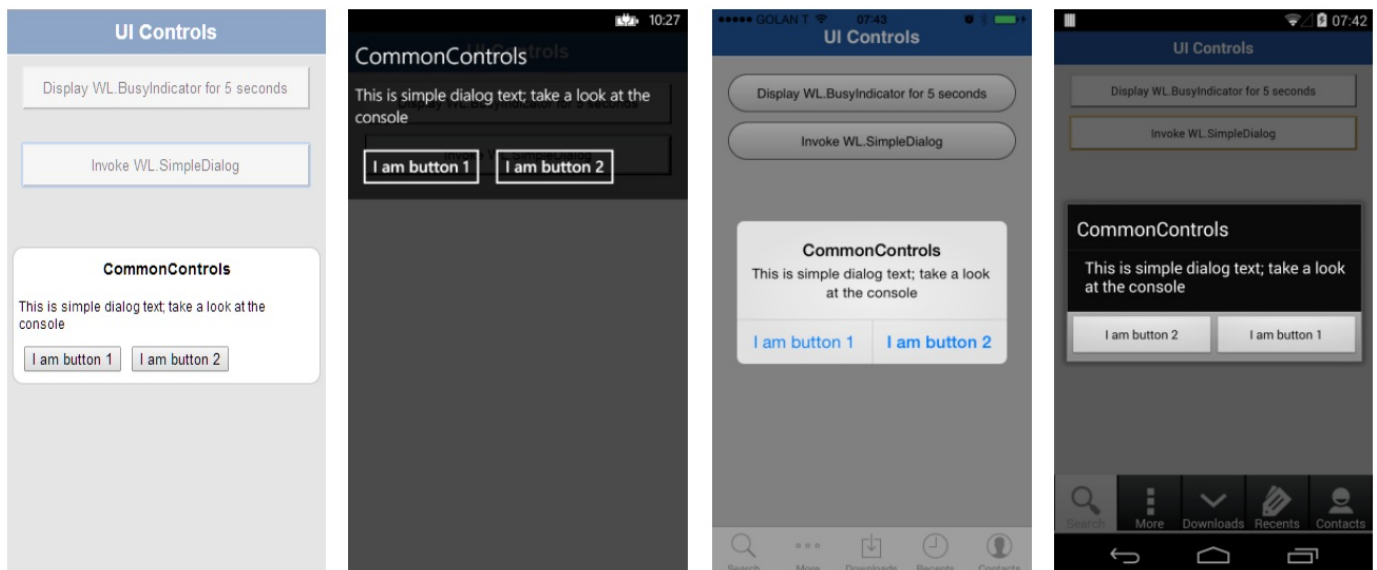 UI Controls
Display WL.BusyIndicator for 5 seconds
Invoke WL.SimpleDialog
CommonControls
This is simple dialog text; take a look at the
console
I am button 1
I am button 2
10:27
CommonControls
This is simple dialog text; take a look at the
console
I am button 1
I am button 2
GOLAN T 07:43
UI Controls
Display WL.BusyIndicator for 5 seconds
Invoke WL.SimpleDialog
CommonControls
This is simple dialog text; take a look
at the console
I am button 1
I am button 2
Search More Downloads Recents Contacts
07:42
UI Controls
Display WL.BusyIndicator for 5 seconds
Invoke WL.SimpleDialog
CommonControls
This is simple dialog text; take a look
at the console
I am button 2
I am button 1
Search More Downloads Recents Contacts